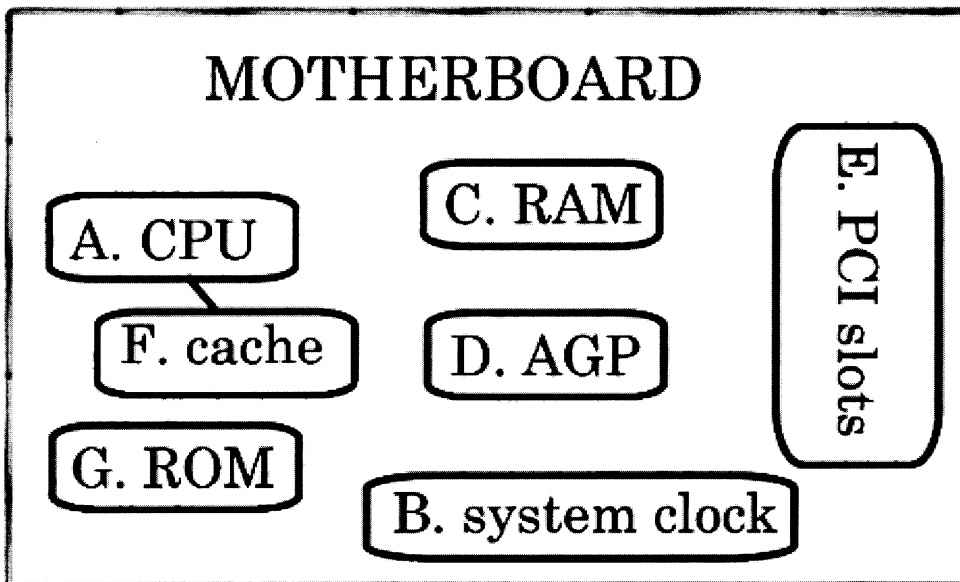 MOTHERBOARD
A. CPU
C. RAM
E. PCI slots
F. cache
D. AGP
G. ROM
B. system clock